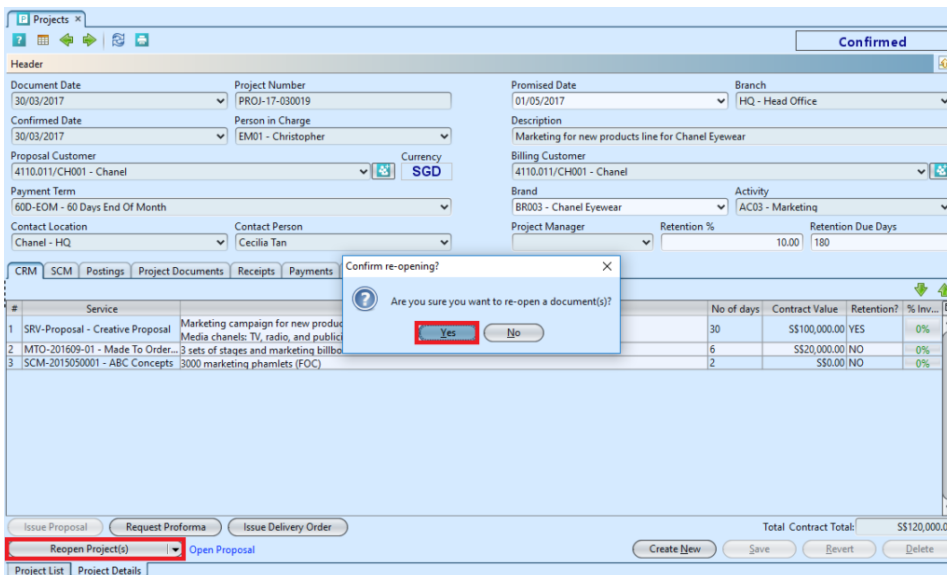 Projects ×
Confirmed
Header
Document Date Project Number Promised Date Branch
30/03/2017 PROJ-17-030019 01/05/2017 HQ - Head Office
Confirmed Date Person in Charge Description
30/03/2017 EM01 - Christopher Marketing for new products line for Chanel Eyewear
Proposal Customer Currency Billing Customer
4110.011/CH001 - Chanel SGD 4110.011/CH001 - Chanel
Payment Term Brand Activity
60D-EOM - 60 Days End Of Month BR003 - Chanel Eyewear AC03 - Marketing
Contact Location Contact Person Project Manager Retention % Retention Due Days
Chanel - HQ Cecilia Tan 10.00 180
CRM SCM Postings Project Documents Receipts Payments
Confirm re-opening?
Are you sure you want to re-open a document(s)?
Yes No
# Service No of days Contract Value Retention? % Inv...
1 SRV-Proposal - Creative Proposal Marketing campaign for new produc 30 S$100,000.00 YES 0%
Media chanels: TV, radio, and publici
2 MTO-201609-01 - Made To Order... 3 sets of stages and marketing billbo 6 S$20,000.00 NO 0%
3 SCM-2015050001 - ABC Concepts 3000 marketing phamlets (FOC) 2 S$0.00 NO 0%
Issue Proposal Request Proforma Issue Delivery Order Total Contract Total: S$120,000.0
Reopen Project(s) Open Proposal Create New Save Revert Delete
Project List Project Details